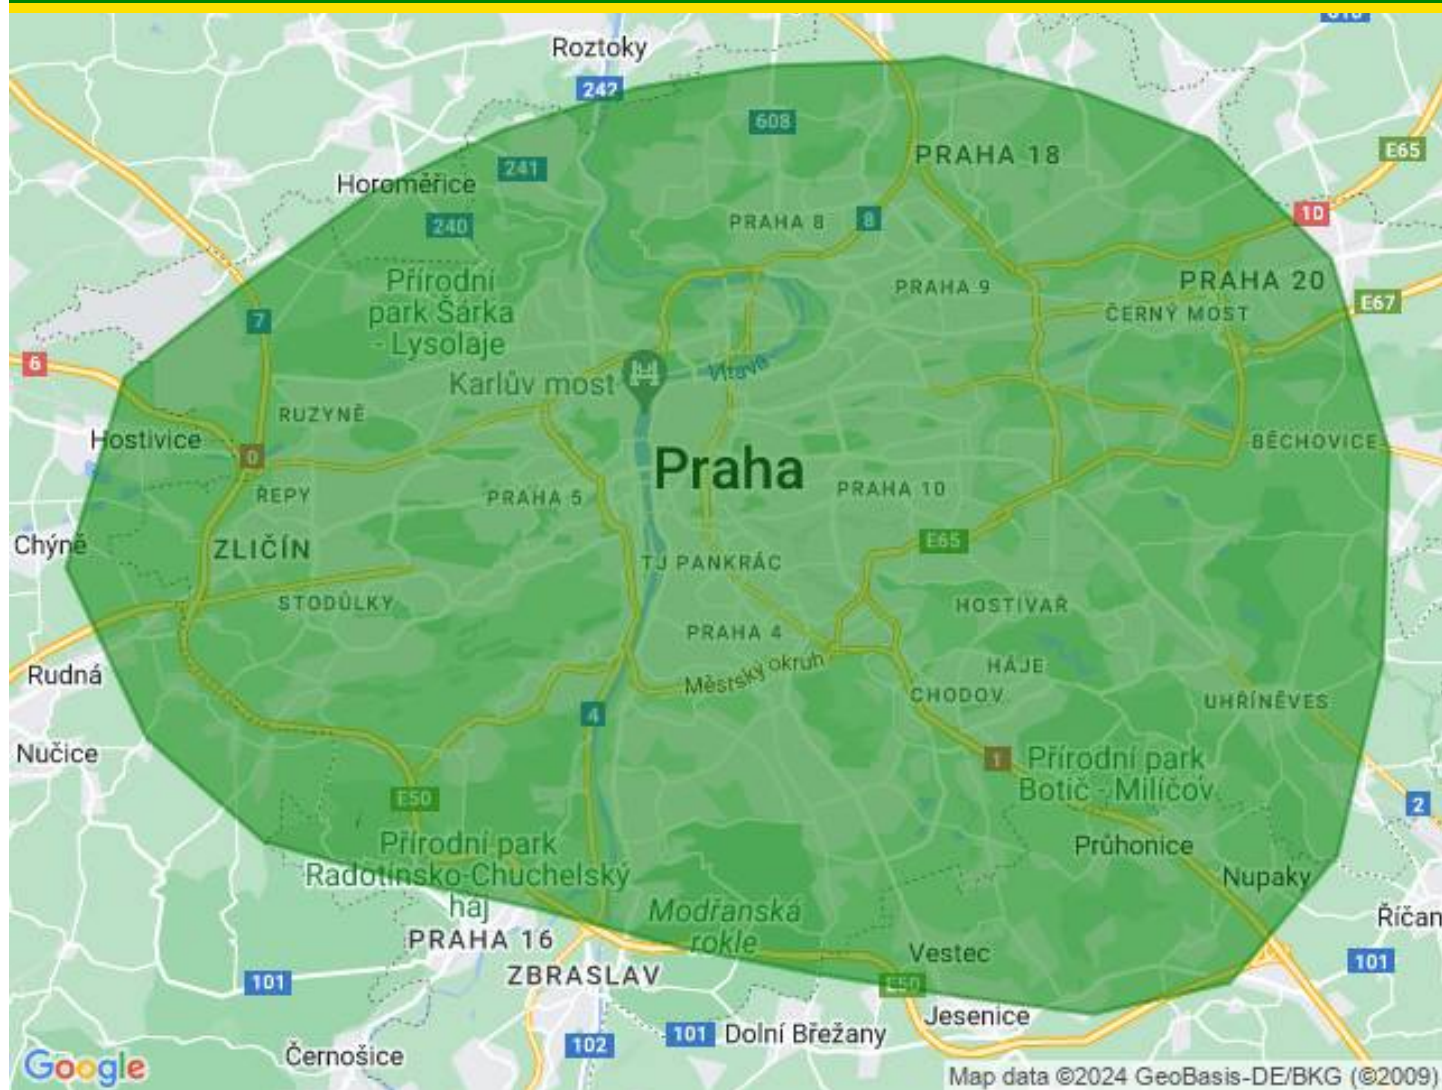 Roztoky
242
608
PRAHA 18
E65
241
Horoměřice
1D
240
PRAHA 8
8
Přírodní
park Šárka
- Lysolaje
PRAHA 9
PRAHA 20
ČERNÝ MOST
E67
7
6
Karlův most
Vltava
RUZYNĚ
Hostivice
0
Praha
BĚCHOVICE
ŘEPY
PRAHA 5
PRAHA 10
Chýně
ZLIČÍN
E65
TJ PANKRÁC
STODŮLKY
HOSTIVAŘ
PRAHA 4
Rudná
Městský okruh
HÁJE
CHODOV
UHŘÍNĚVES
4
Nučice
1
Přírodní park
Botič - Milíčov
E50
2
Přírodní park
Radotínsko-Chuchelský
háj
Průhonice
Nupaky
Modřanská
rokle
Říčan
PRAHA 16
ZBRASLAV
Vestec
101
101
E50
Jesenice
101
Dolní Břežany
102
Černošice
Google
Map data ©2024 GeoBasis-DE/BKG (©2009)